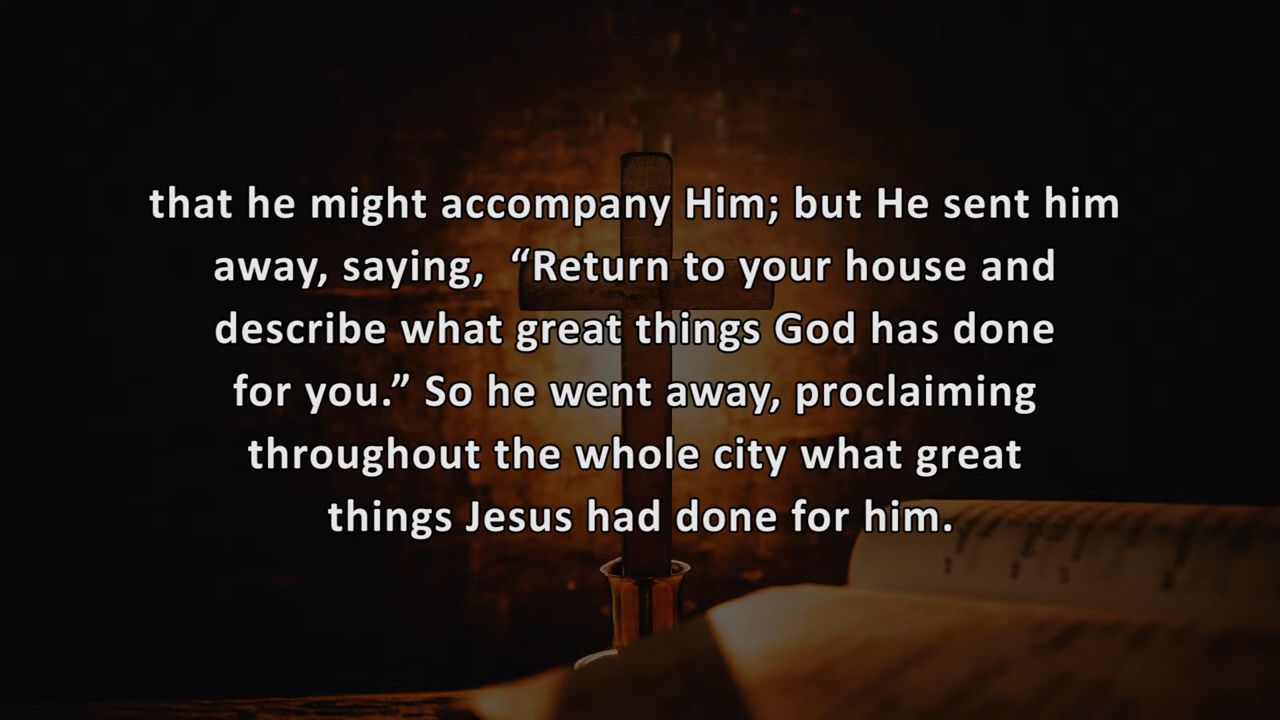 that he might accompany Him; but He sent him
away, saying,  “Return to your house and
describe what great things God has done
for you.” So he went away, proclaiming
throughout the whole city what great
things Jesus had done for him.